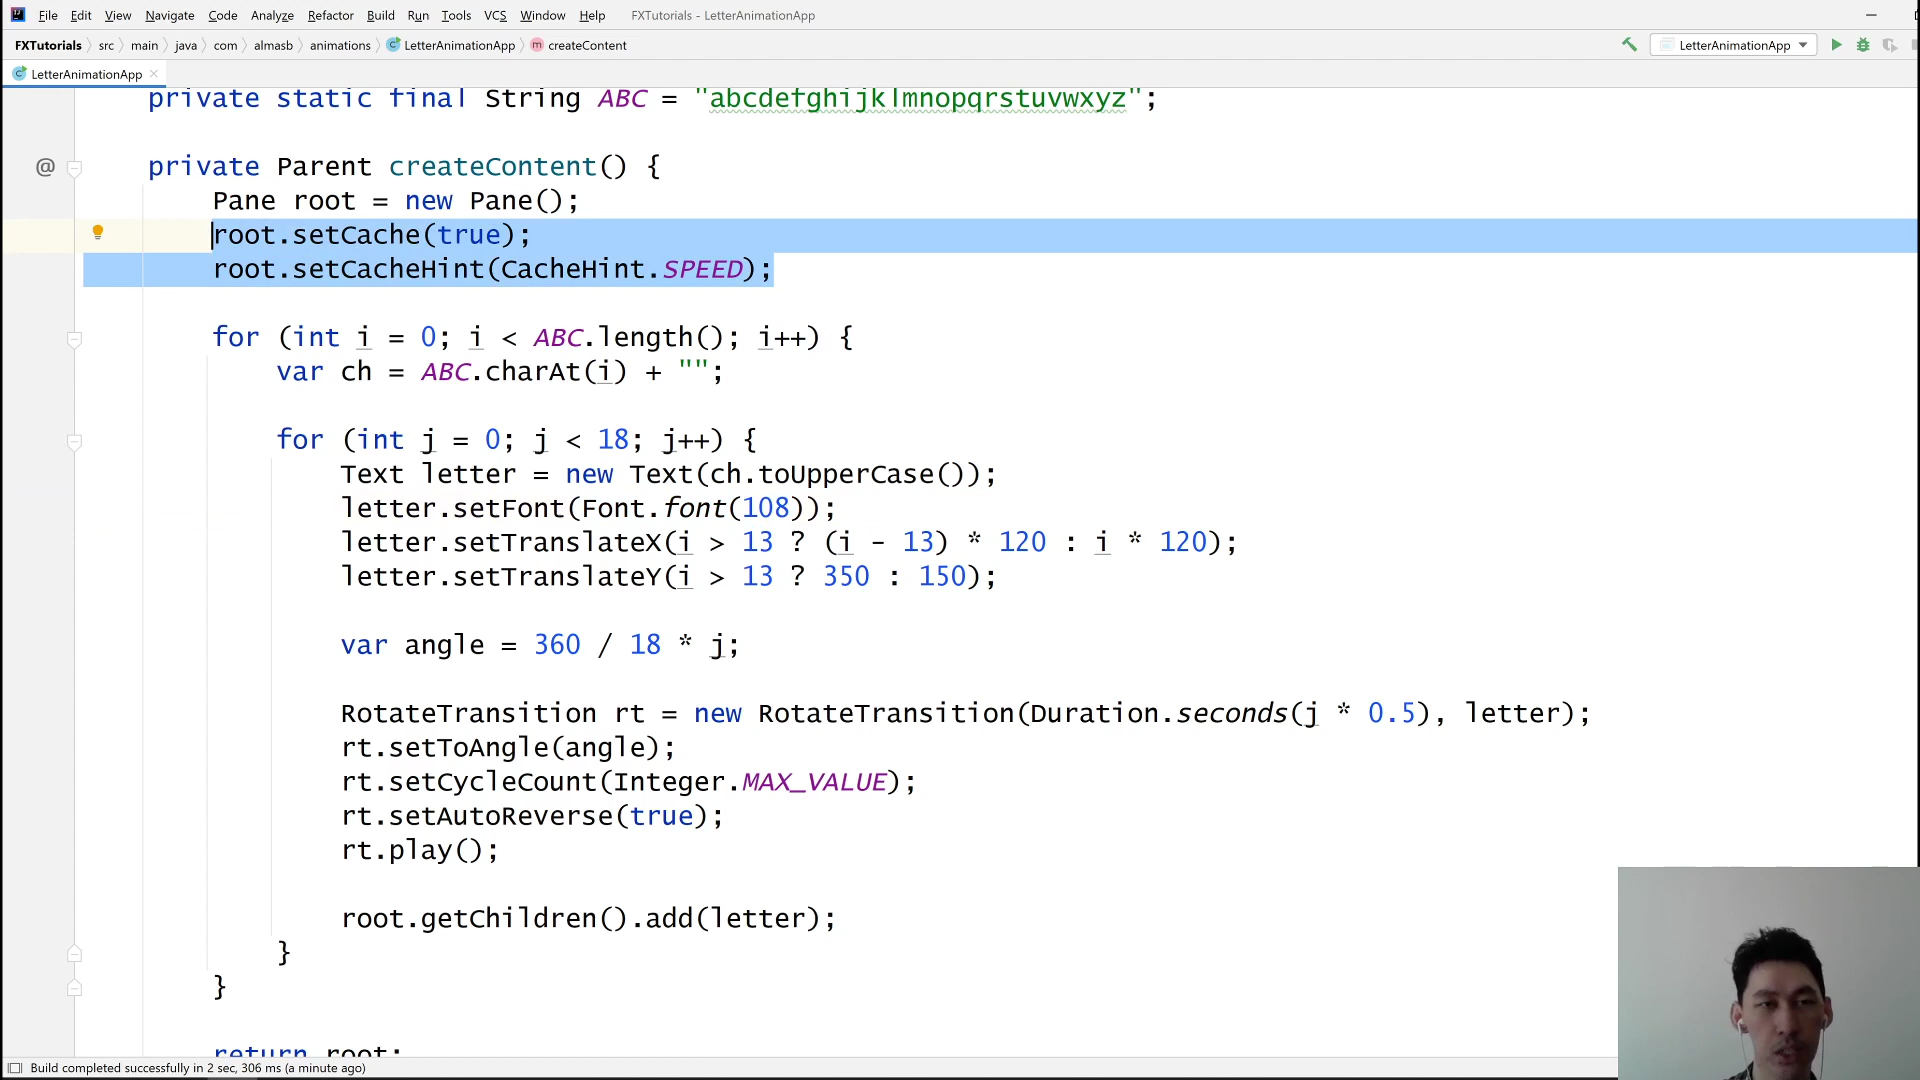 File Edit View Navigate Code Analyze Refactor Build Run Tools VCS Window Help FXTutorials - LetterAnimationApp
FXTutorials src main java com almasb animations LetterAnimationApp createContent LetterAnimationApp
LetterAnimationApp
private static final String ABC = "abcdefghijklmnopqrstuvwxyz";
private Parent createContent() {
Pane root = new Pane();
root.setCache(true);
root.setCacheHint(CacheHint.SPEED);
for (int i = 0; i < ABC.length(); i++) {
var ch = ABC.charAt(i) + "";
for (int j = 0; j < 18; j++) {
Text letter = new Text(ch.toUpperCase());
letter.setFont(Font.font(108));
letter.setTranslateX(i > 13 ? (i - 13) * 120 : i * 120);
letter.setTranslateY(i > 13 ? 350 : 150);
var angle = 360 / 18 * j;
RotateTransition rt = new RotateTransition(Duration.seconds(j * 0.5), letter);
rt.setToAngle(angle);
rt.setCycleCount(Integer.MAX_VALUE);
rt.setAutoReverse(true);
rt.play();
root.getChildren().add(letter);
}
}
return root;
Build completed successfully in 2 sec, 306 ms (a minute ago)